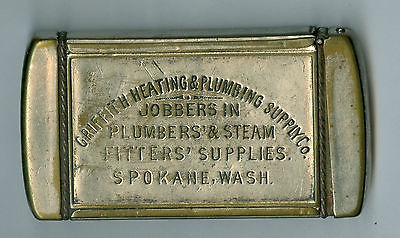 GRIFFITH HEATING & PLUMBING SUPPLY CO.
JOBBERS IN
PLUMBERS' & STEAM
FITTERS' SUPPLIES.
SPOKANE, WASH.